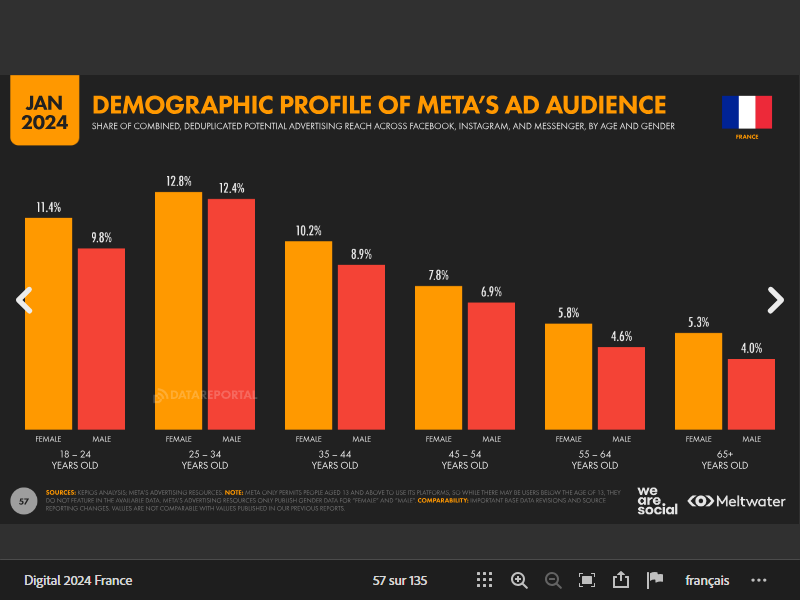 JAN
2024
DEMOGRAPHIC PROFILE OF META'S AD AUDIENCE
SHARE OF COMBINED, DEDUPLICATED POTENTIAL ADVERTISING REACH ACROSS FACEBOOK, INSTAGRAM, AND MESSENGER, BY AGE AND GENDER
FRANCE
11.4% 9.8% 12.8% 12.4% 10.2% 8.9% 7.8% 6.9% 5.8% 4.6% 5.3% 4.0%
DATAREPORTAL
FEMALE MALE FEMALE MALE FEMALE MALE FEMALE MALE FEMALE MALE FEMALE MALE
18 – 24 25 – 34 35 – 44 45 – 54 55 – 64 65+
YEARS OLD YEARS OLD YEARS OLD YEARS OLD YEARS OLD YEARS OLD
57
SOURCES: KEPIOS ANALYSIS; META'S ADVERTISING RESOURCES. NOTE: META ONLY PERMITS PEOPLE AGED 13 AND ABOVE TO USE ITS PLATFORMS, SO WHILE THERE MAY BE USERS BELOW THE AGE OF 13, THEY
DO NOT FEATURE IN THE AVAILABLE DATA. META'S ADVERTISING RESOURCES ONLY PUBLISH GENDER DATA FOR "FEMALE" AND "MALE". COMPARABILITY: IMPORTANT BASE DATA REVISIONS AND SOURCE
REPORTING CHANGES. VALUES ARE NOT COMPARABLE WITH VALUES PUBLISHED IN OUR PREVIOUS REPORTS.
we
are.
social
Meltwater
Digital 2024 France 57 sur 135 français